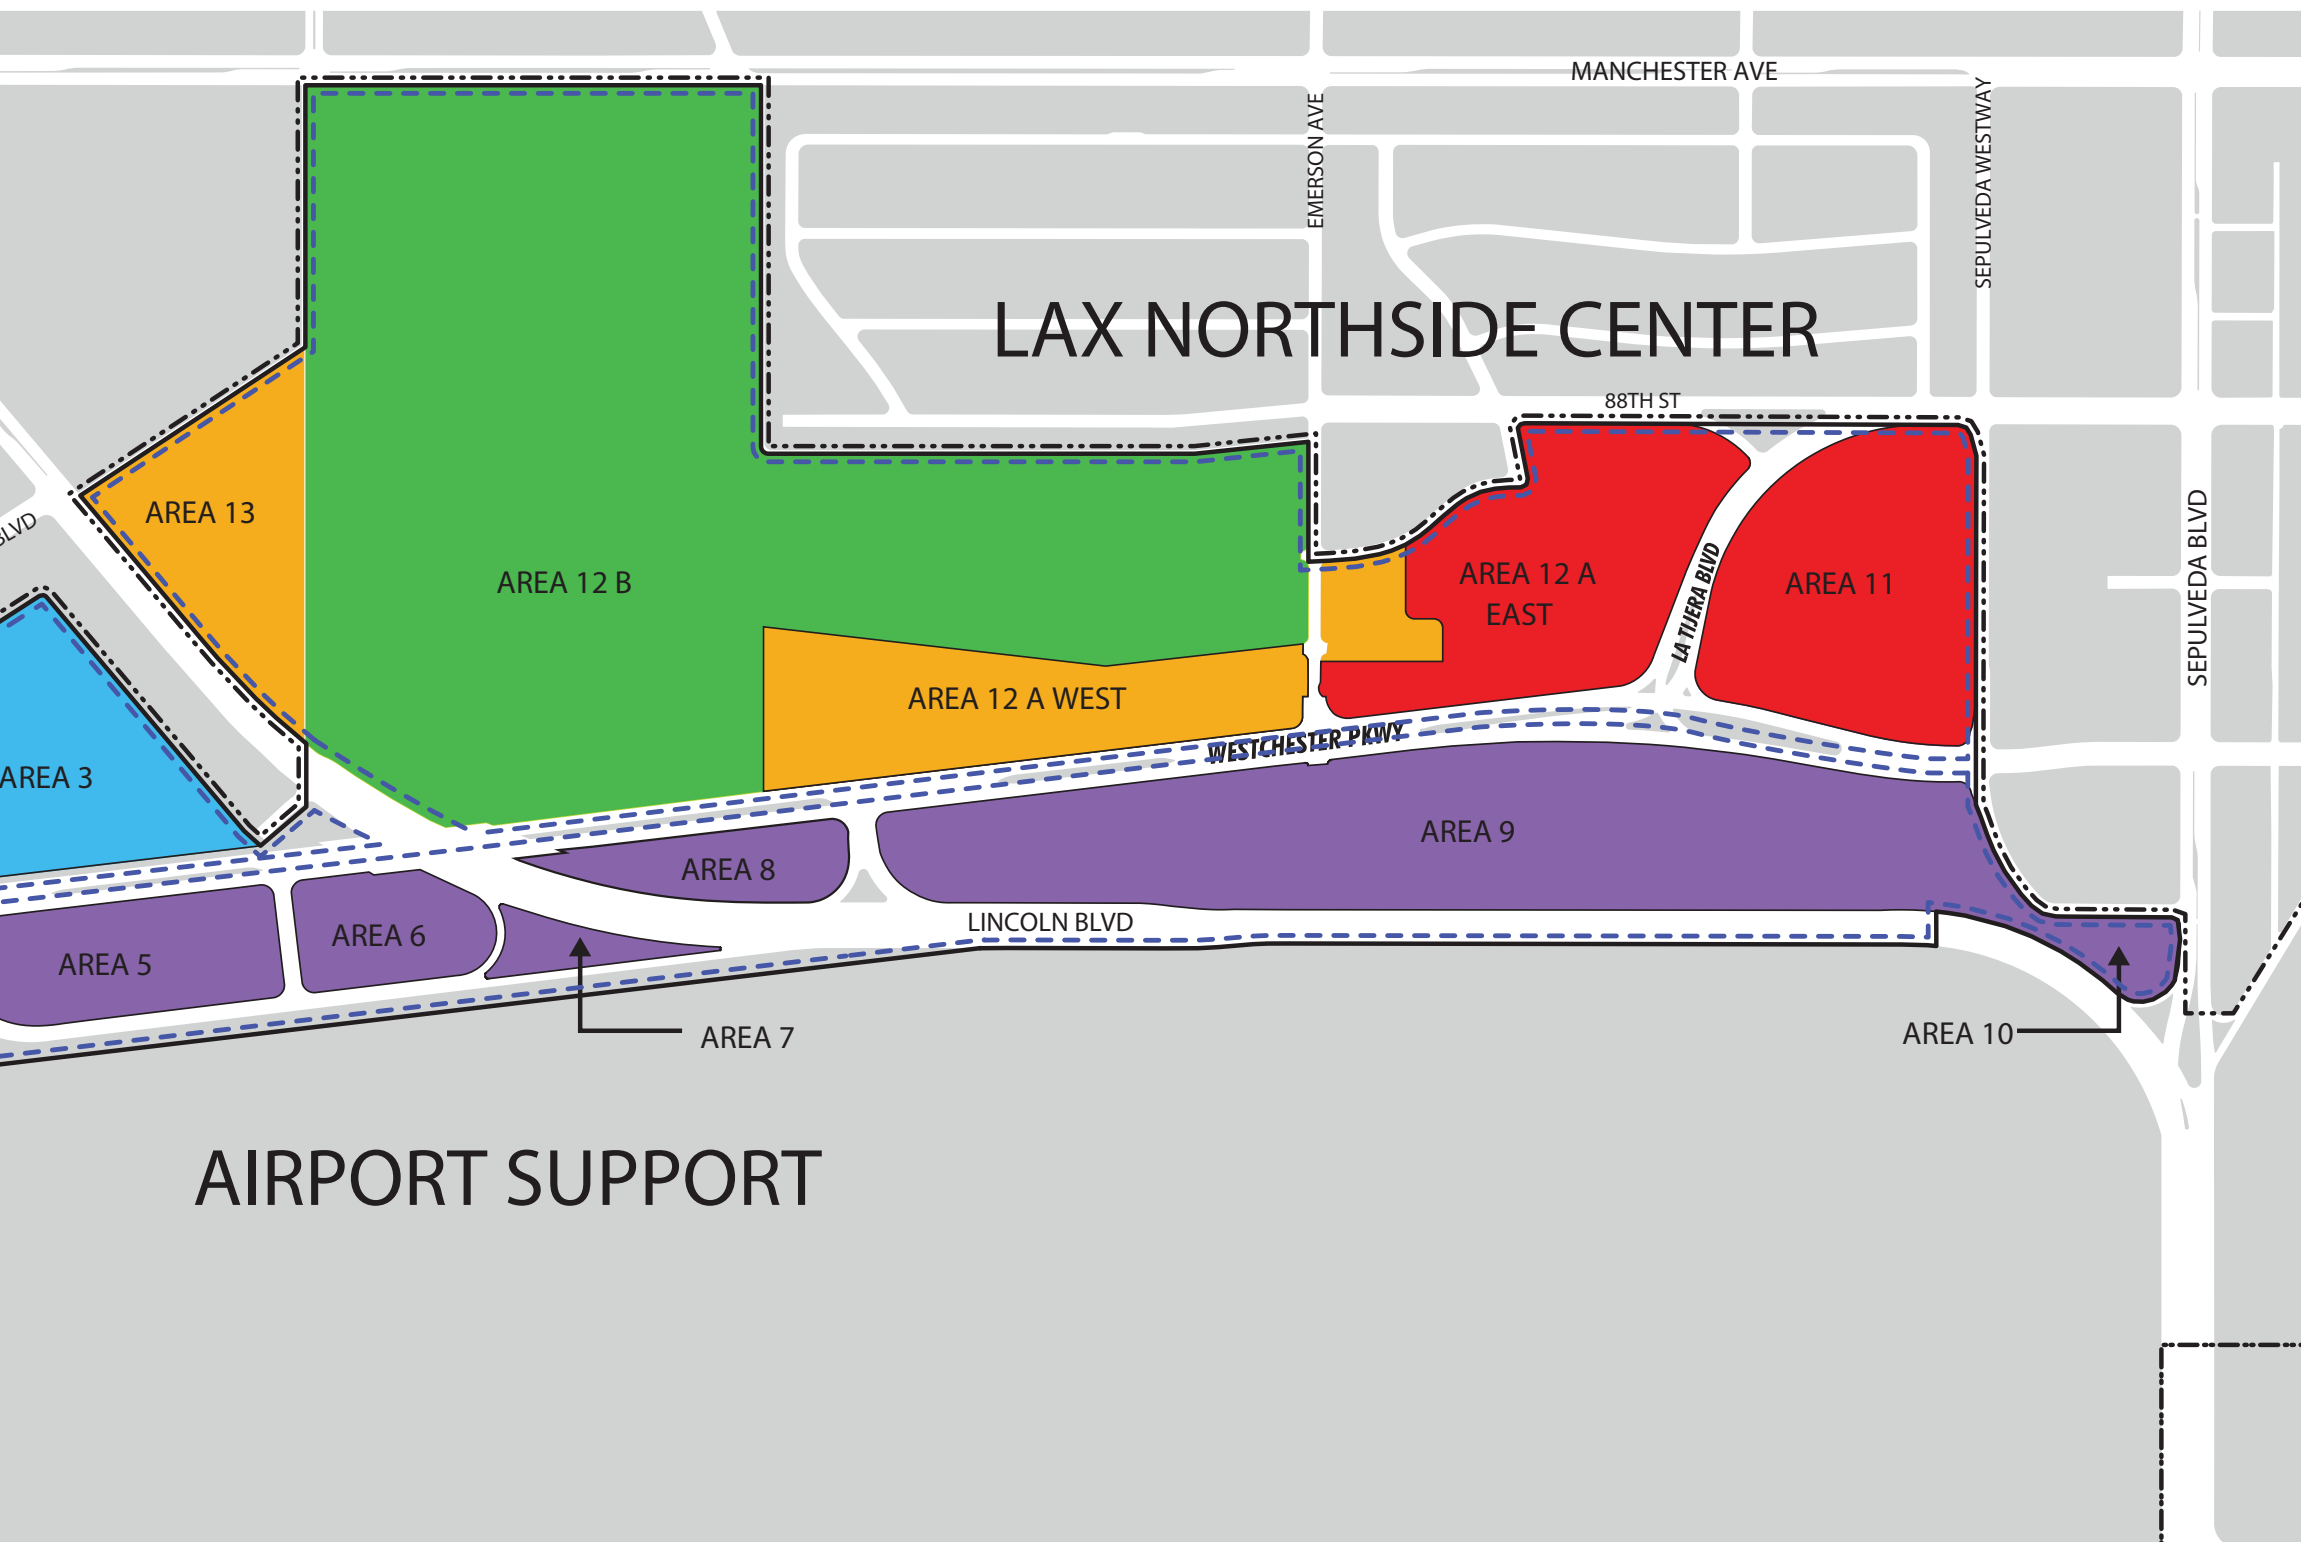 MANCHESTER AVE
EMERSON AVE
SEPULVEDA WESTWAY
LAX NORTHSIDE CENTER
88TH ST
AREA 13
BLVD
AREA 12 B
AREA 12 A
EAST
LA TIJERA BLVD
AREA 11
SEPULVEDA BLVD
AREA 12 A WEST
WESTCHESTER PKWY
AREA 3
AREA 9
AREA 8
LINCOLN BLVD
AREA 6
AREA 5
AREA 7
AREA 10
AIRPORT SUPPORT